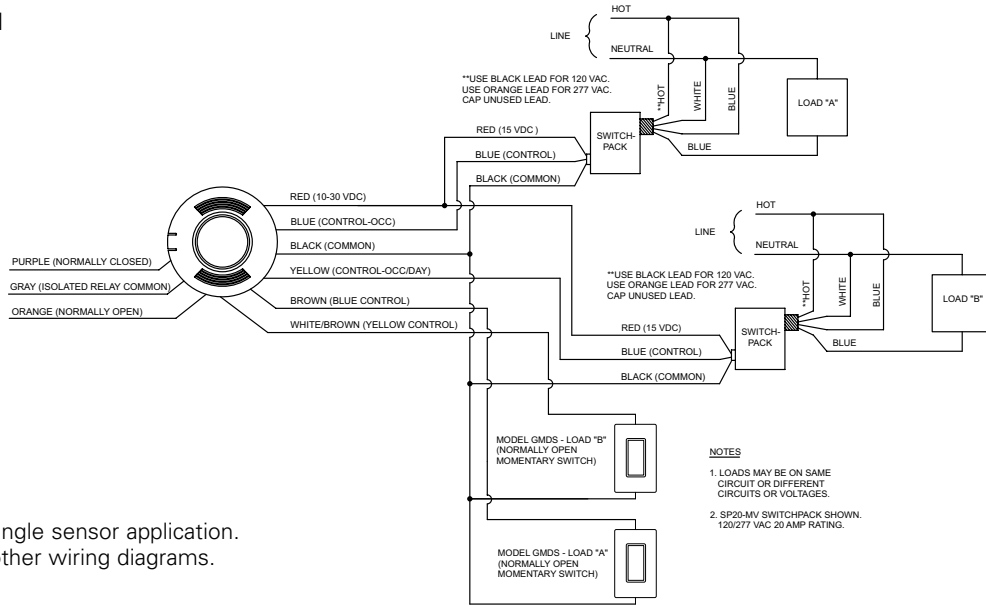 HOT
LINE
NEUTRAL
**USE BLACK LEAD FOR 120 VAC.
USE ORANGE LEAD FOR 277 VAC.
CAP UNUSED LEAD.
**HOT
WHITE
BLUE
LOAD "A"
SWITCH-
PACK
BLUE
RED (15 VDC )
BLUE (CONTROL)
BLACK (COMMON)
RED (10-30 VDC)
BLUE (CONTROL-OCC)
BLACK (COMMON)
YELLOW (CONTROL-OCC/DAY)
BROWN (BLUE CONTROL)
WHITE/BROWN (YELLOW CONTROL)
PURPLE (NORMALLY CLOSED)
GRAY (ISOLATED RELAY COMMON)
ORANGE (NORMALLY OPEN)
HOT
LINE
NEUTRAL
**USE BLACK LEAD FOR 120 VAC.
USE ORANGE LEAD FOR 277 VAC.
CAP UNUSED LEAD.
**HOT
WHITE
BLUE
LOAD "B"
SWITCH-
PACK
BLUE
RED (15 VDC)
BLUE (CONTROL)
BLACK (COMMON)
MODEL GMDS - LOAD "B"
(NORMALLY OPEN
MOMENTARY SWITCH)
NOTES
1. LOADS MAY BE ON SAME
CIRCUIT OR DIFFERENT
CIRCUITS OR VOLTAGES.
2. SP20-MV SWITCHPACK SHOWN.
120/277 VAC 20 AMP RATING.
MODEL GMDS - LOAD "A"
(NORMALLY OPEN
MOMENTARY SWITCH)
ngle sensor application.
other wiring diagrams.